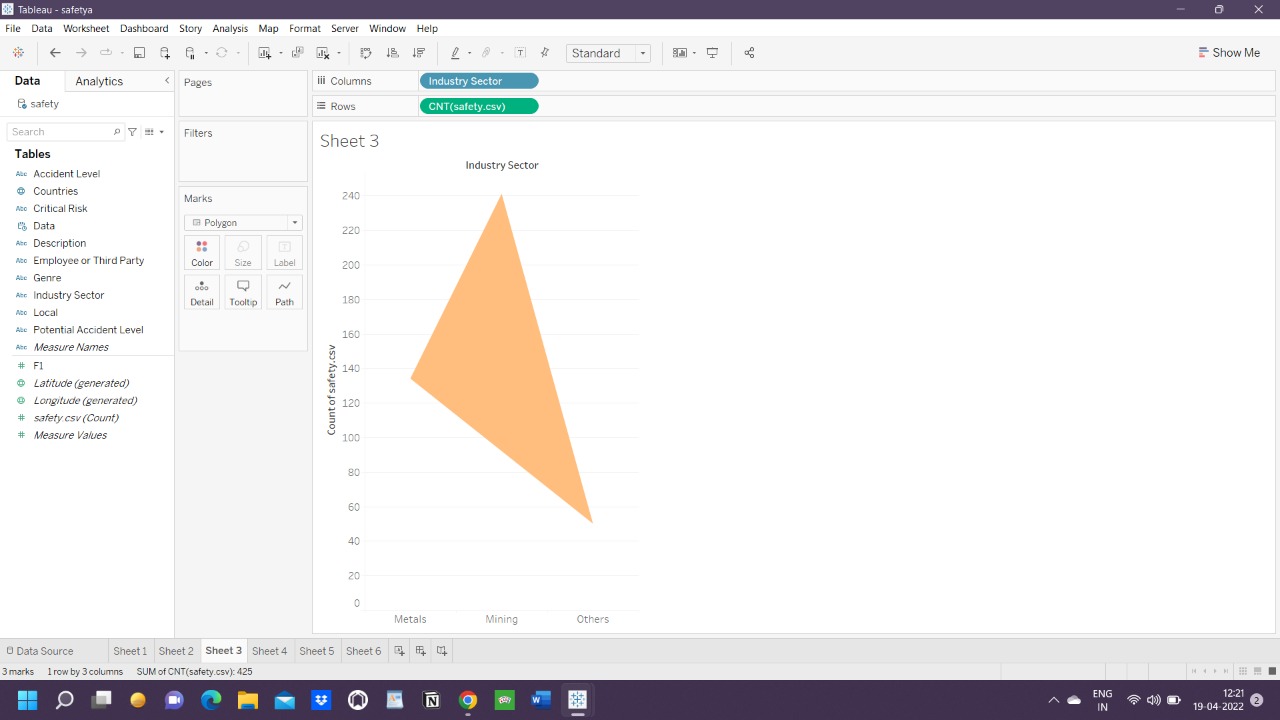 Tableau - safetya
File Data Worksheet Dashboard Story Analysis Map Format Server Window Help
Standard
Show Me
Data Analytics
safety
Search
Tables
Accident Level
Countries
Critical Risk
Data
Description
Employee or Third Party
Genre
Industry Sector
Local
Potential Accident Level
Measure Names
F1
Latitude (generated)
Longitude (generated)
safety.csv (Count)
Measure Values
Pages
Filters
Marks
Polygon
Color Size Label
Detail Tooltip Path
Columns Industry Sector
Rows CNT(safety.csv)
Sheet 3
Industry Sector
Count of safety.csv
240
220
200
180
160
140
120
100
80
60
40
20
0
Metals Mining Others
Data Source Sheet 1 Sheet 2 Sheet 3 Sheet 4 Sheet 5 Sheet 6
3 marks 1 row by 3 columns SUM of CNT(safety.csv): 425
ENG
IN
12:21
19-04-2022
2